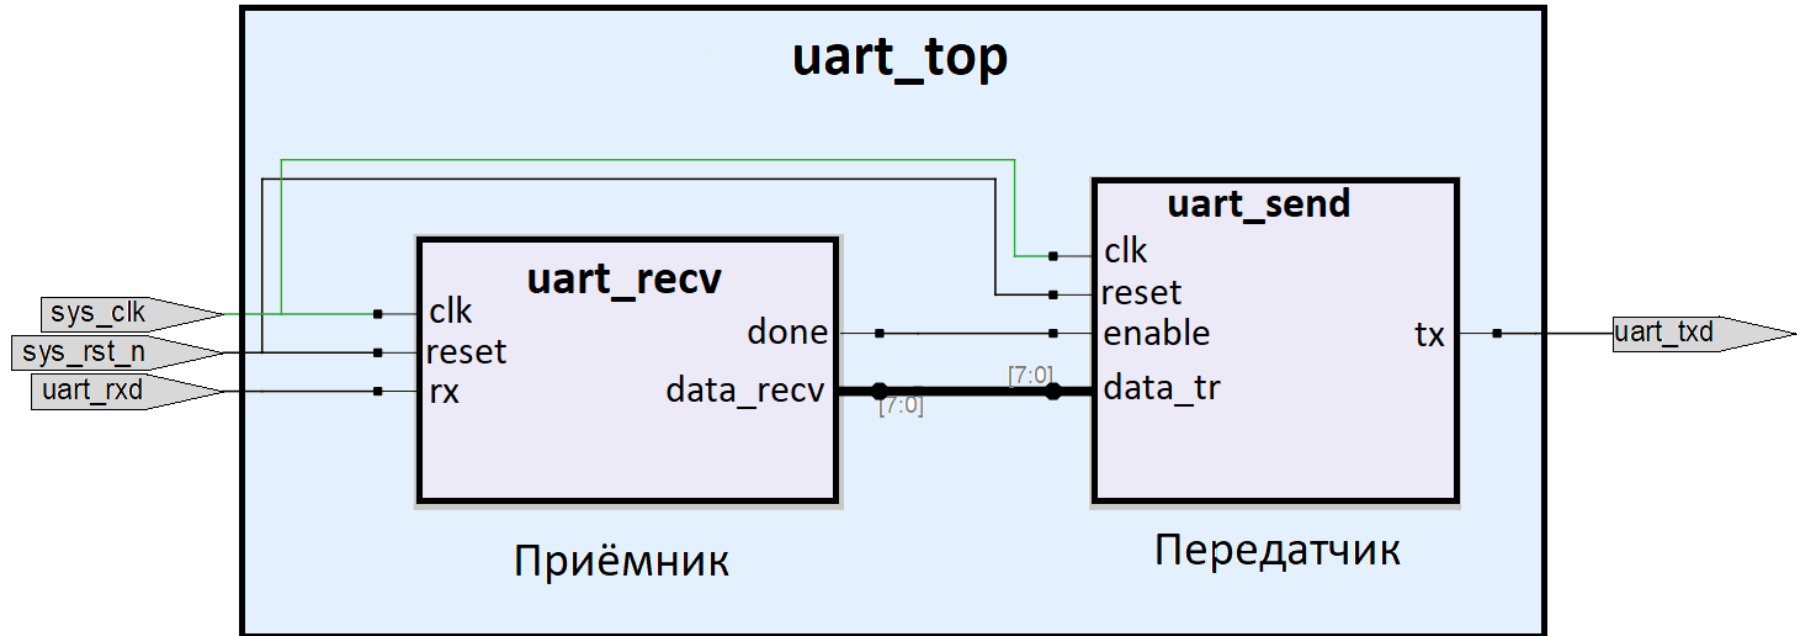 uart_top
sys_clk
sys_rst_n
uart_rxd
uart_recv
clk
reset
rx
done
data_recv
[7:0]
[7:0]
uart_send
clk
reset
enable
data_tr
tx
uart_txd
Приёмник
Передатчик